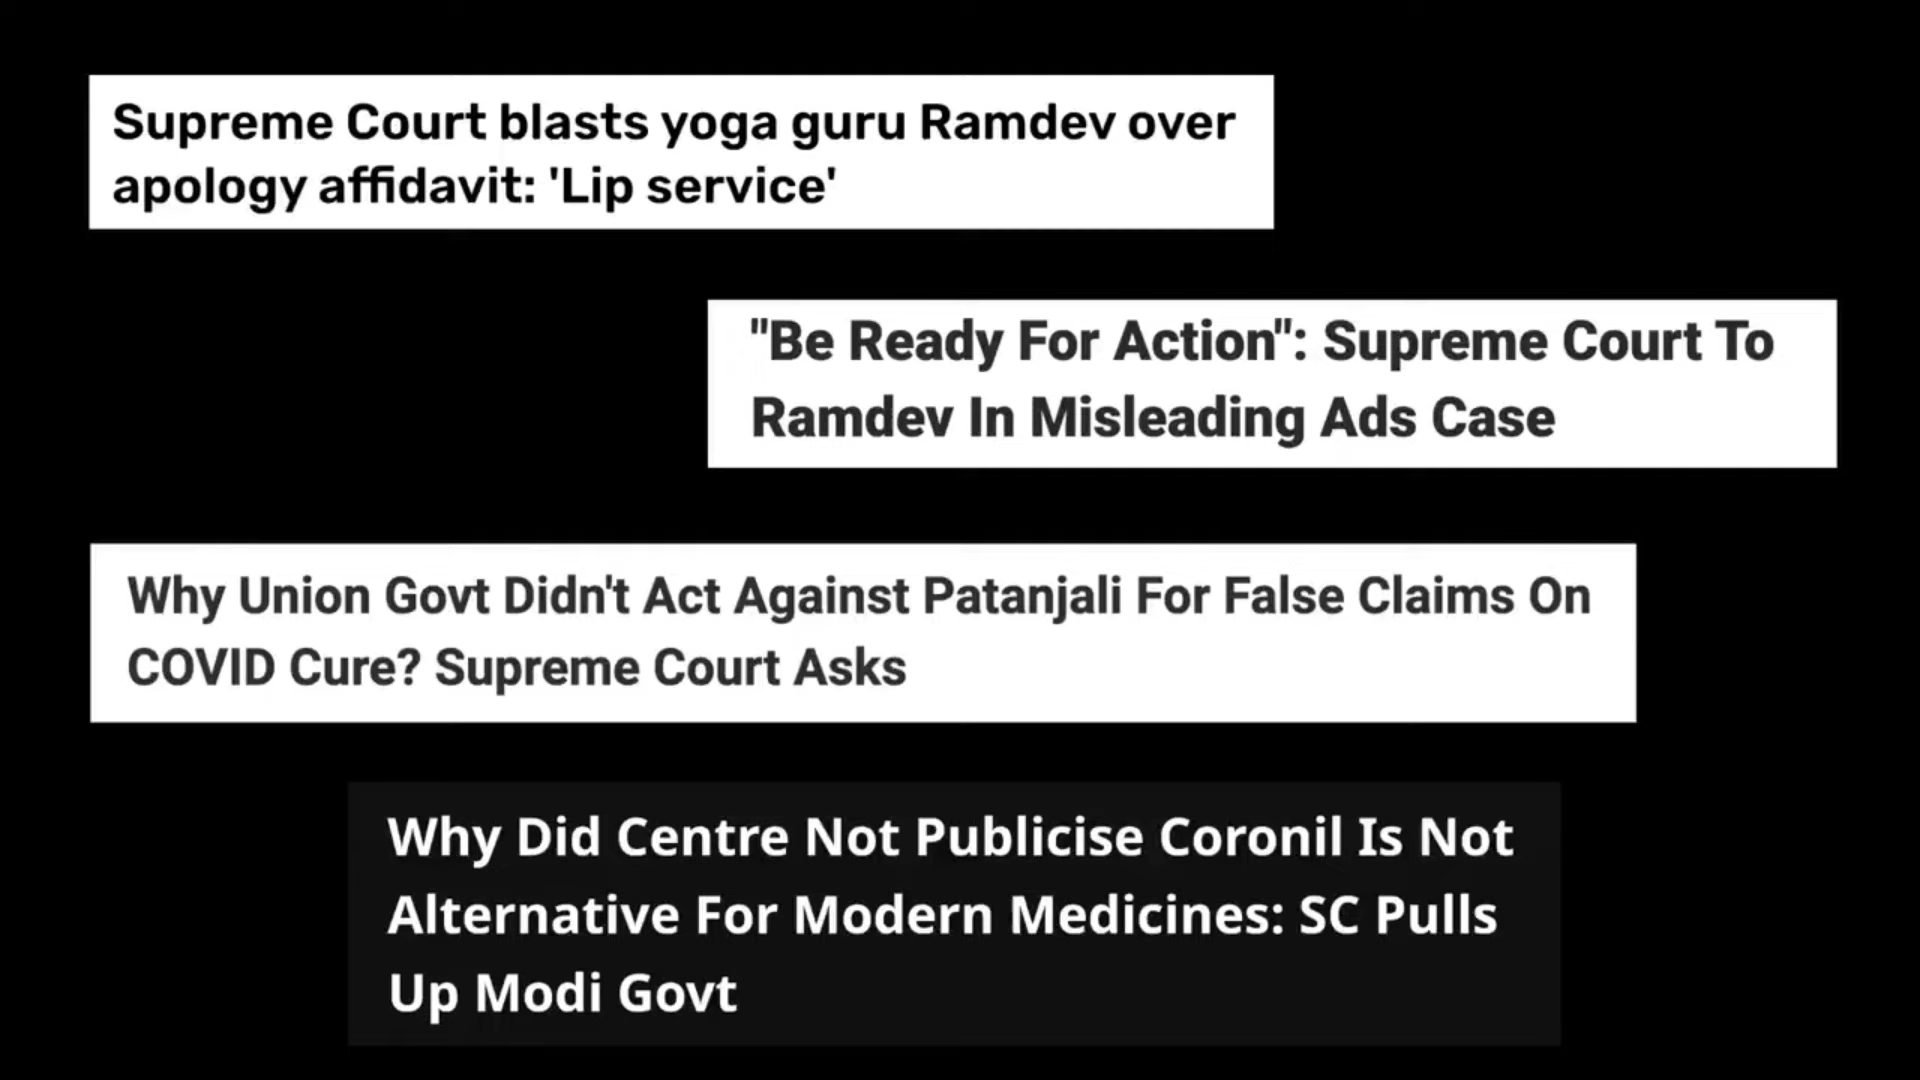 Supreme Court blasts yoga guru Ramdev over
apology affidavit: 'Lip service'
"Be Ready For Action": Supreme Court To
Ramdev In Misleading Ads Case
Why Union Govt Didn't Act Against Patanjali For False Claims On
COVID Cure? Supreme Court Asks
Why Did Centre Not Publicise Coronil Is Not
Alternative For Modern Medicines: SC Pulls
Up Modi Govt